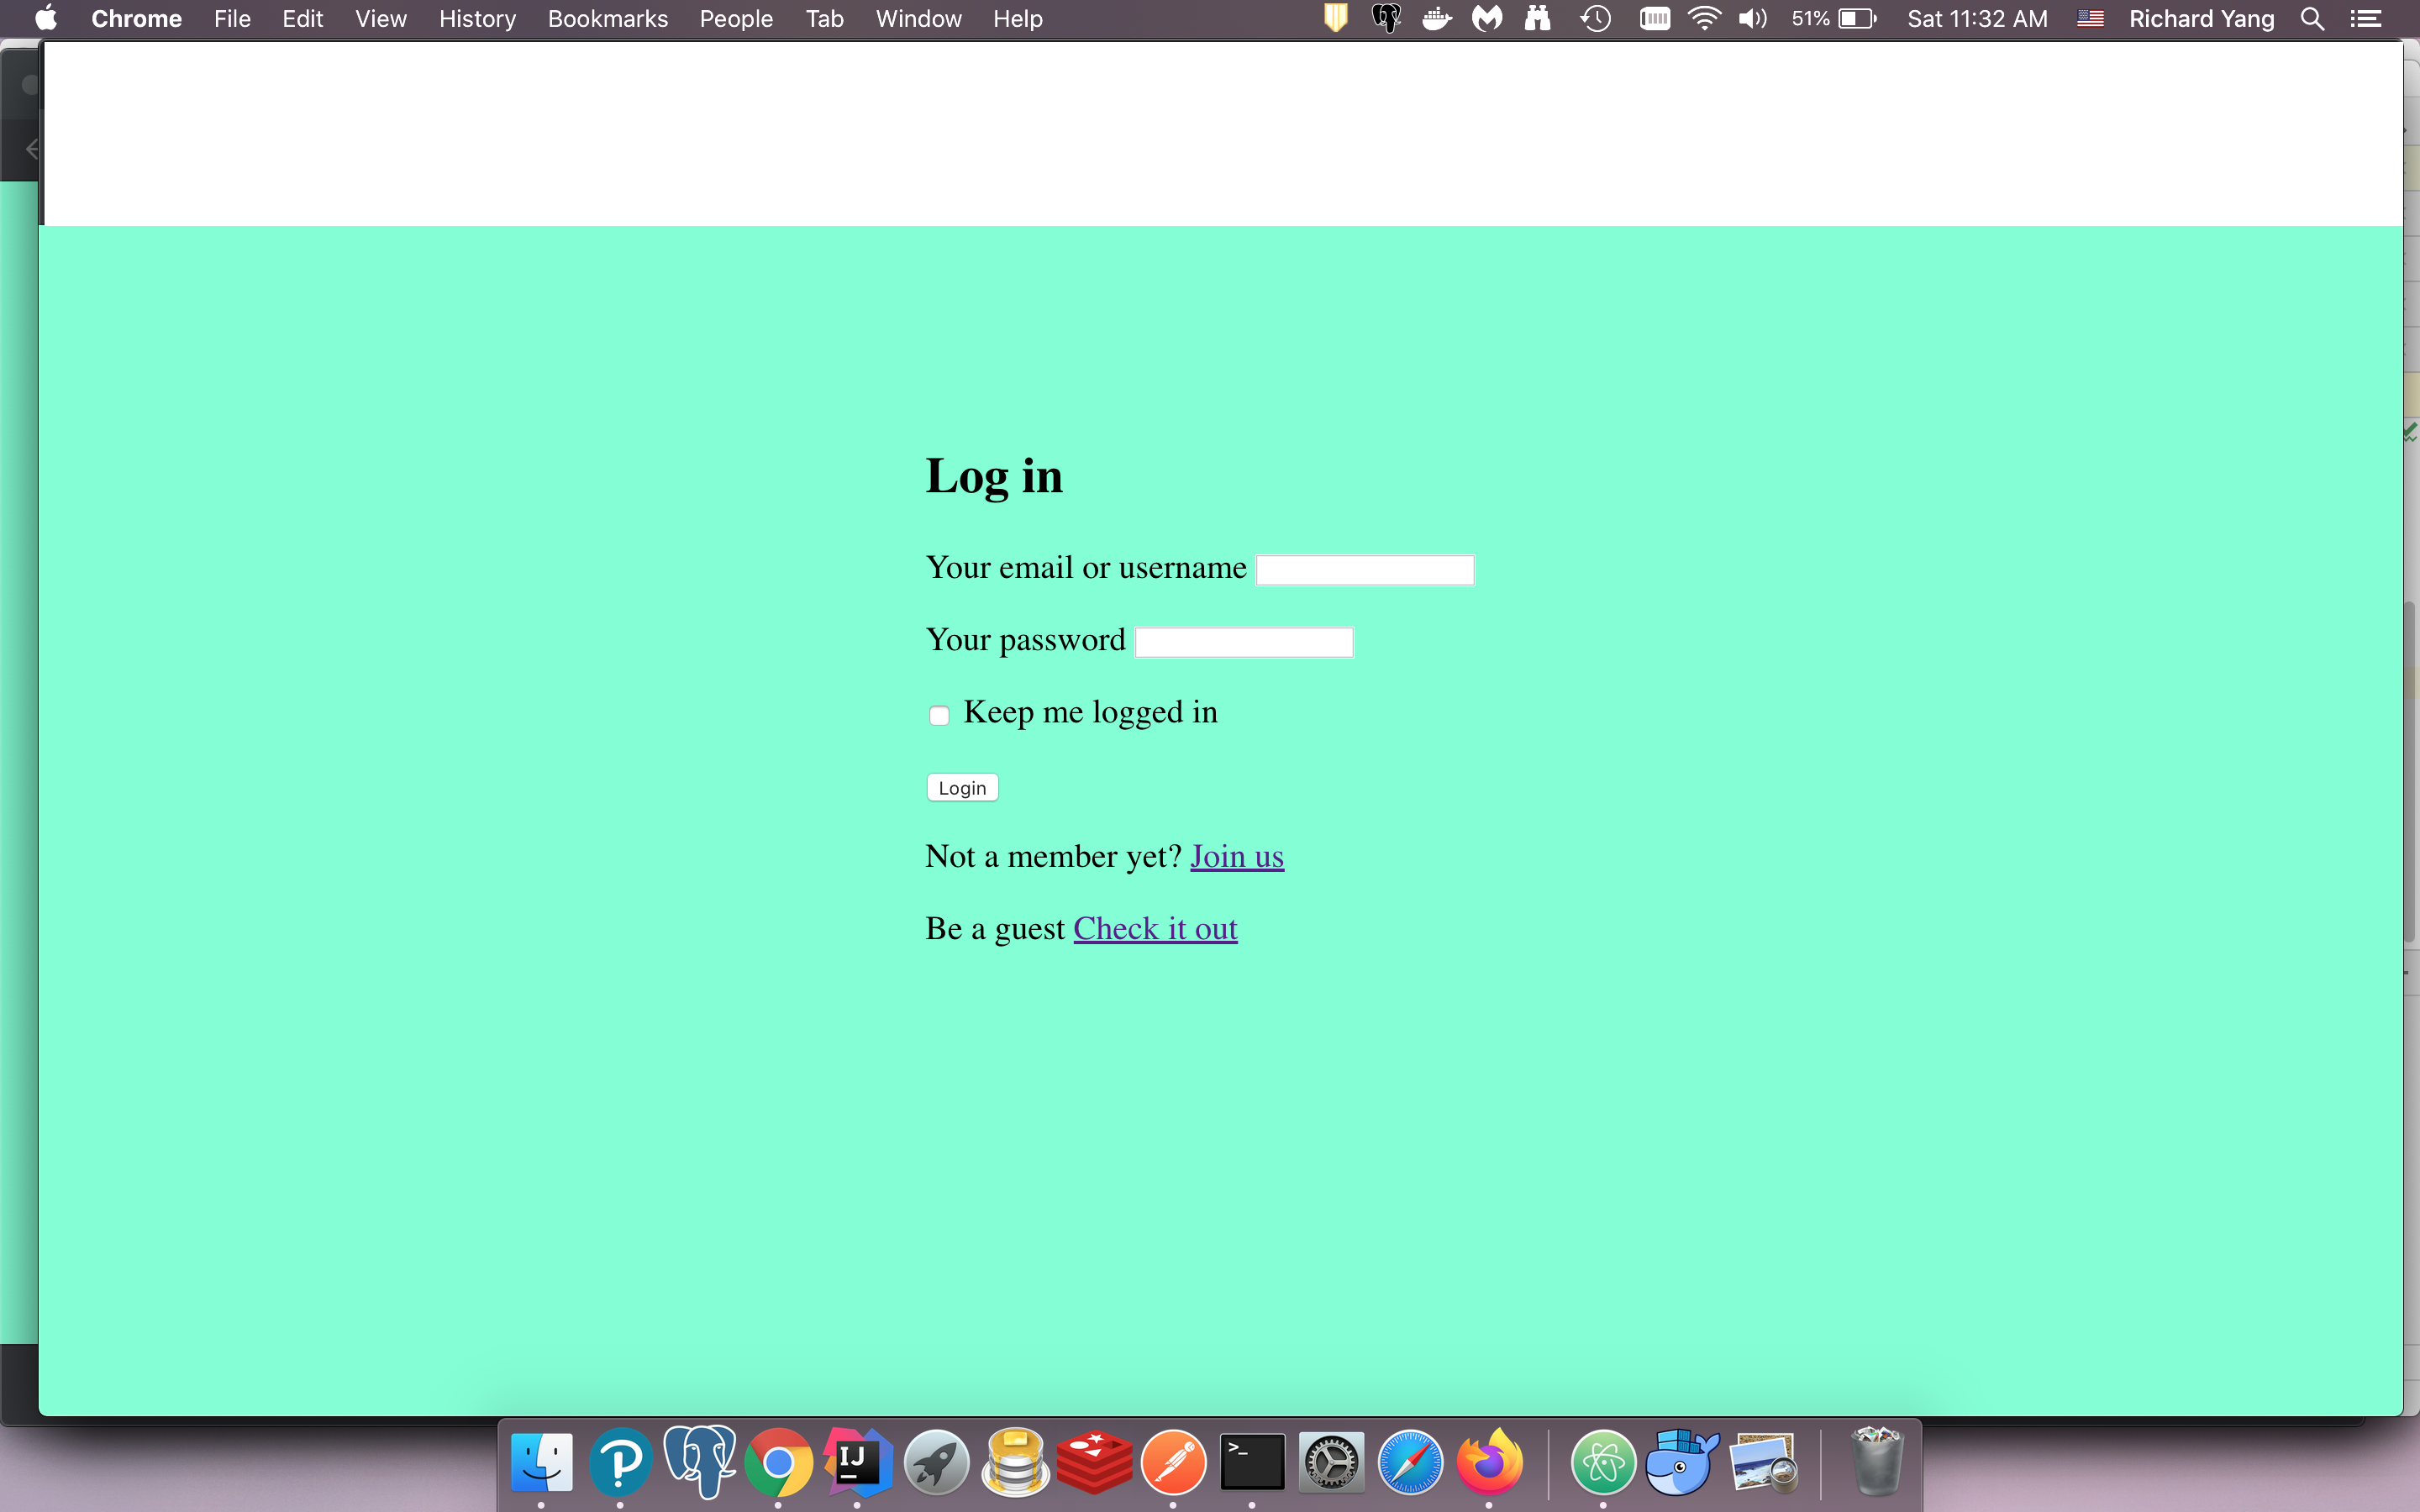 Chrome File Edit View History Bookmarks People Tab Window Help 51% Sat 11:32 AM Richard Yang
Log in
Your email or username
Your password
Keep me logged in
Login
Not a member yet? Join us
Be a guest Check it out
IJ
>_